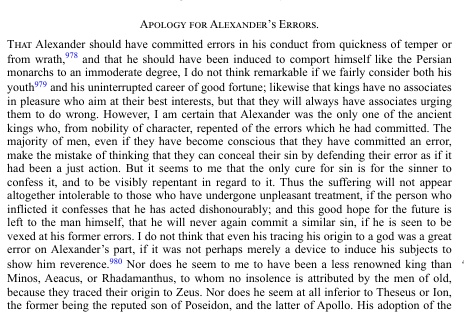 APOLOGY FOR ALEXANDER'S ERRORS.
THAT Alexander should have committed errors in his conduct from quickness of temper or
from wrath,978 and that he should have been induced to comport himself like the Persian
monarchs to an immoderate degree, I do not think remarkable if we fairly consider both his
youth979 and his uninterrupted career of good fortune; likewise that kings have no associates
in pleasure who aim at their best interests, but that they will always have associates urging
them to do wrong. However, I am certain that Alexander was the only one of the ancient
kings who, from nobility of character, repented of the errors which he had committed. The
majority of men, even if they have become conscious that they have committed an error,
make the mistake of thinking that they can conceal their sin by defending their error as if it
had been a just action. But it seems to me that the only cure for sin is for the sinner to
confess it, and to be visibly repentant in regard to it. Thus the suffering will not appear
altogether intolerable to those who have undergone unpleasant treatment, if the person who
inflicted it confesses that he has acted dishonourably; and this good hope for the future is
left to the man himself, that he will never again commit a similar sin, if he is seen to be
vexed at his former errors. I do not think that even his tracing his origin to a god was a great
error on Alexander's part, if it was not perhaps merely a device to induce his subjects to
show him reverence.980 Nor does he seem to me to have been a less renowned king than
Minos, Aeacus, or Rhadamanthus, to whom no insolence is attributed by the men of old,
because they traced their origin to Zeus. Nor does he seem at all inferior to Theseus or Ion,
the former being the reputed son of Poseidon, and the latter of Apollo. His adoption of the